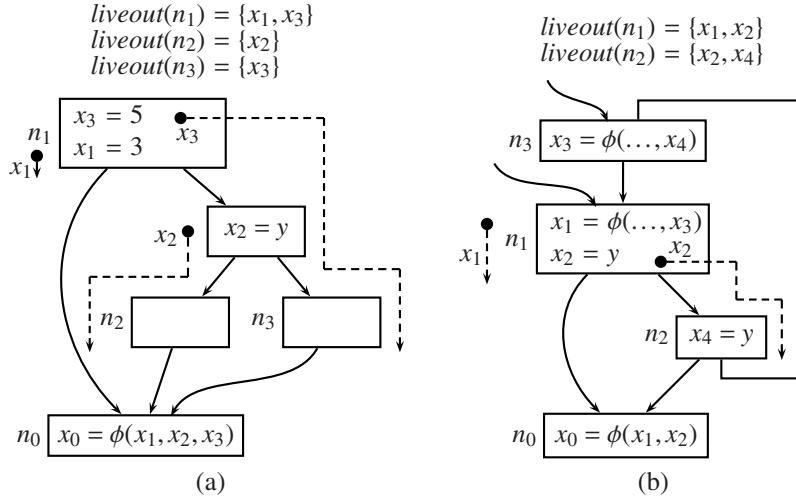 liveout(n₁) = {x₁, x₃}
liveout(n₂) = {x₂}
liveout(n₃) = {x₃}
n₁
x₃ = 5
x₁ = 3
x₃
x₁
x₂
x₂ = y
n₂
n₃
n₀
x₀ = ϕ(x₁, x₂, x₃)
(a)
liveout(n₁) = {x₁, x₂}
liveout(n₂) = {x₂, x₄}
n₃
x₃ = ϕ(..., x₄)
n₁
x₁ = ϕ(..., x₃)
x₂ = y
x₂
x₁
n₂
x₄ = y
n₀
x₀ = ϕ(x₁, x₂)
(b)